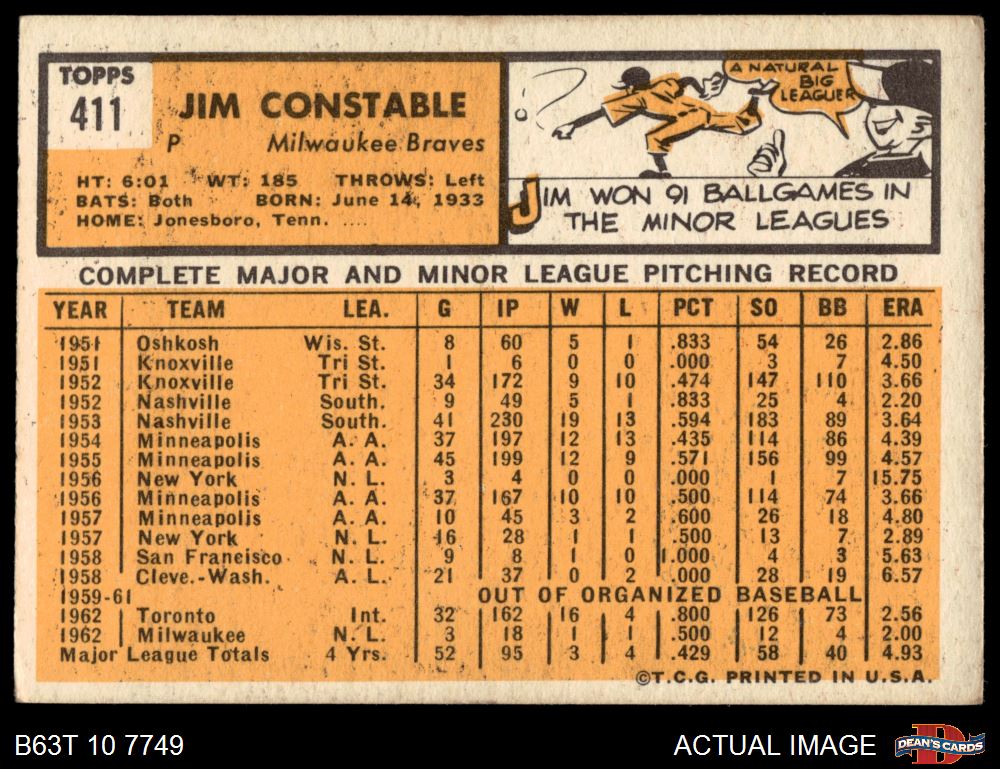 TOPPS
411
JIM CONSTABLE
P Milwaukee Braves
HT: 6:01 WT: 185 THROWS: Left
BATS: Both BORN: June 14, 1933
HOME: Jonesboro, Tenn. ....
A NATURAL
BIG
LEAGUER
JIM WON 91 BALLGAMES IN
THE MINOR LEAGUES
COMPLETE MAJOR AND MINOR LEAGUE PITCHING RECORD
YEAR TEAM LEA. G IP W L PCT SO BB ERA
1951 Oshkosh Wis. St. 8 60 5 1 .833 54 26 2.86
1951 Knoxville Tri St. 1 6 0 0 .000 3 7 4.50
1952 Knoxville Tri St. 34 172 9 10 .474 147 110 3.66
1952 Nashville South. 9 49 5 1 .833 25 4 2.20
1953 Nashville South. 41 230 19 13 .594 183 89 3.64
1954 Minneapolis A. A. 37 197 12 13 .435 114 86 4.39
1955 Minneapolis A. A. 45 199 12 9 .571 156 99 4.57
1956 New York N. L. 3 4 0 0 .000 1 7 15.75
1956 Minneapolis A. A. 37 167 10 10 .500 114 74 3.66
1957 Minneapolis A. A. 10 45 3 2 .600 26 18 4.80
1957 New York N. L. 16 28 1 1 .500 13 7 2.89
1958 San Francisco N. L. 9 8 1 0 1.000 4 3 5.63
1958 Cleve.-Wash. A. L. 21 37 0 2 .000 28 19 6.57
1959-61 OUT OF ORGANIZED BASEBALL
1962 Toronto Int. 32 162 16 4 .800 126 73 2.56
1962 Milwaukee N. L. 3 18 1 1 .500 12 4 2.00
Major League Totals 4 Yrs. 52 95 3 4 .429 58 40 4.93
©T.C.G. PRINTED IN U.S.A.
B63T 10 7749
ACTUAL IMAGE
D
DEAN'S CARDS